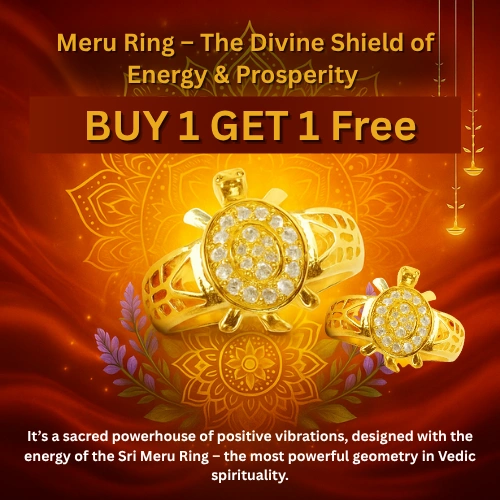 Meru Ring – The Divine Shield of
Energy & Prosperity
BUY 1 GET 1 Free
It's a sacred powerhouse of positive vibrations, designed with the
energy of the Sri Meru Ring – the most powerful geometry in Vedic
spirituality.